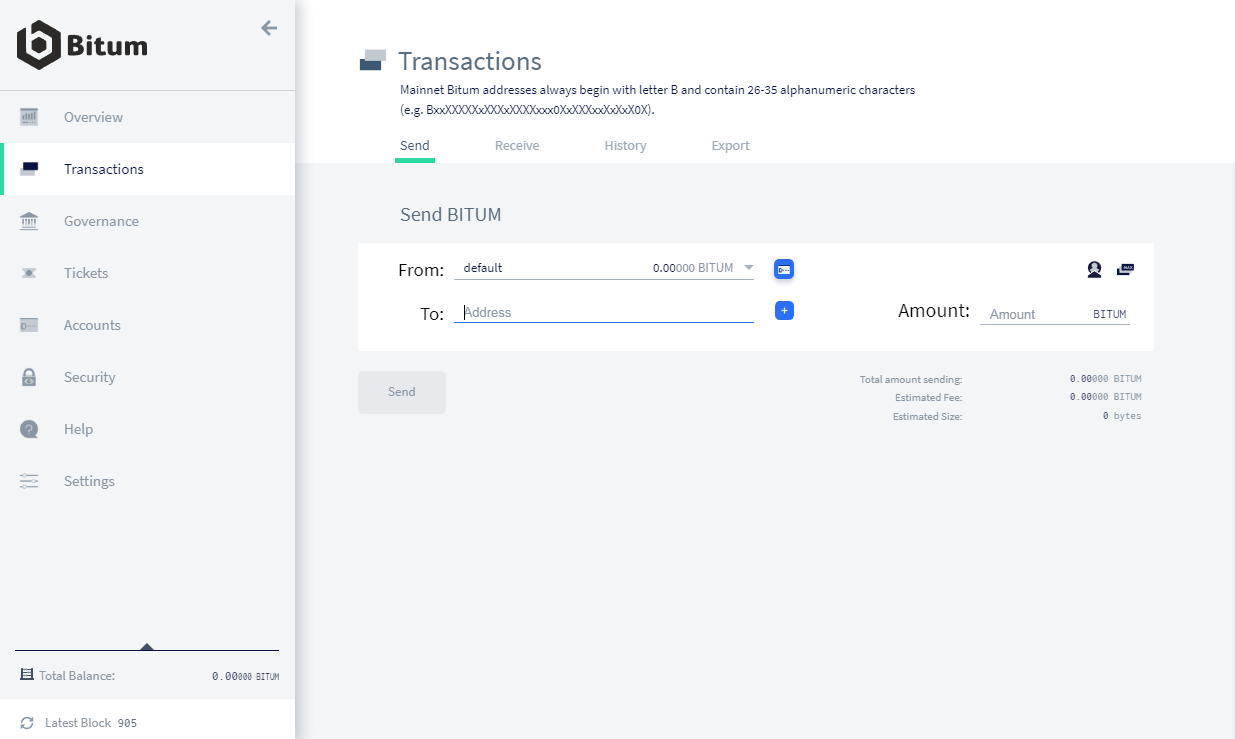 Bitum
Overview
Transactions
Governance
Tickets
Accounts
Security
Help
Settings
Total Balance: 0.00000 BITUM
Latest Block 905
Transactions
Mainnet Bitum addresses always begin with letter B and contain 26-35 alphanumeric characters
(e.g. BxxXXXXXxXXXxXXXXxxx0XxXXXxxXxXxX0X).
Send Receive History Export
Send BITUM
From: default 0.00000 BITUM
To: Address
Amount: Amount BITUM
Send
Total amount sending: 0.00000 BITUM
Estimated Fee: 0.00000 BITUM
Estimated Size: 0 bytes